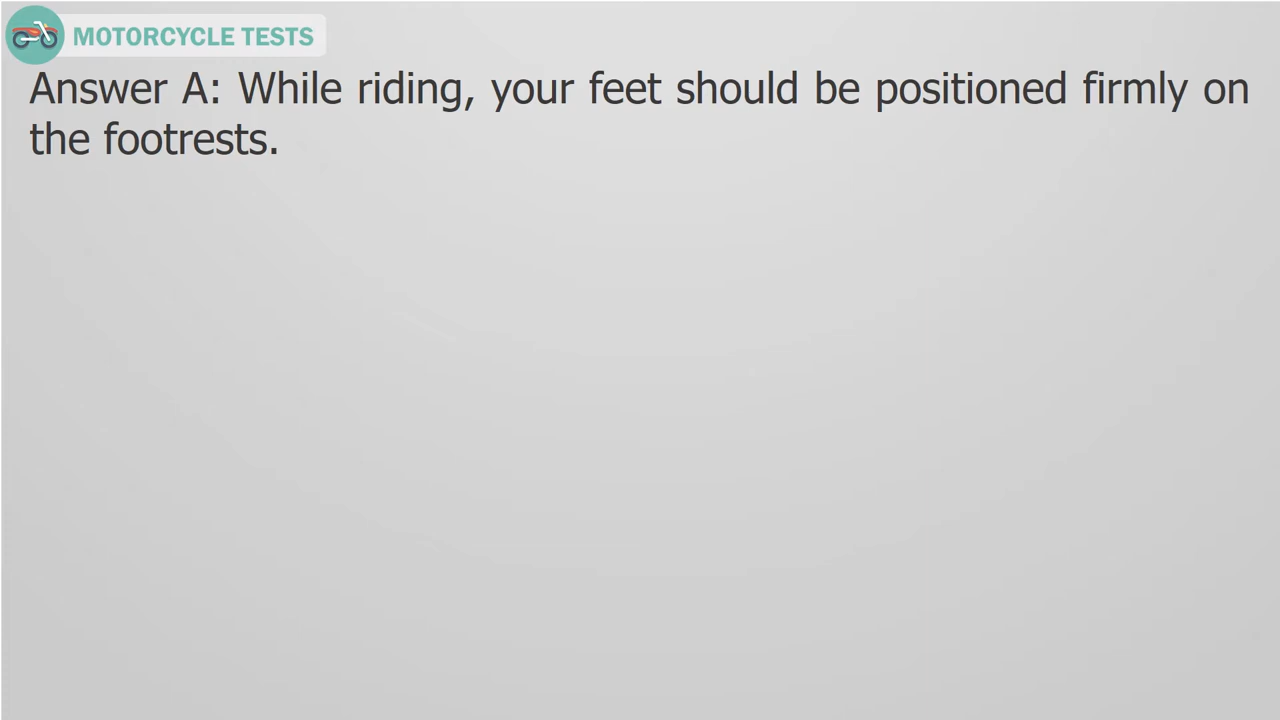 MOTORCYCLE TESTS
Answer A: While riding, your feet should be positioned firmly on
the footrests.